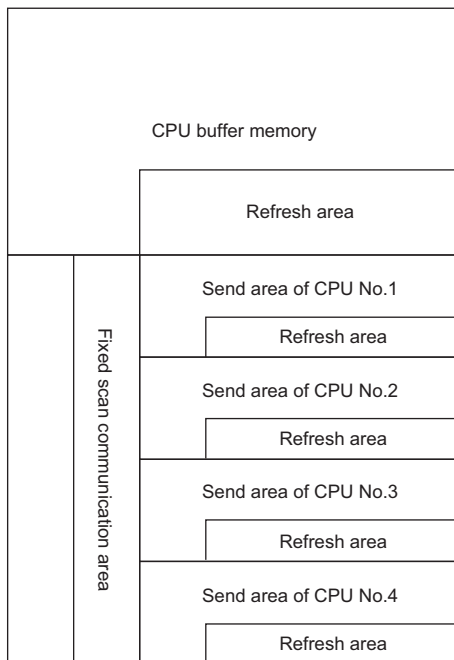 CPU buffer memory
Refresh area
Fixed scan communication area
Send area of CPU No.1
Refresh area
Send area of CPU No.2
Refresh area
Send area of CPU No.3
Refresh area
Send area of CPU No.4
Refresh area